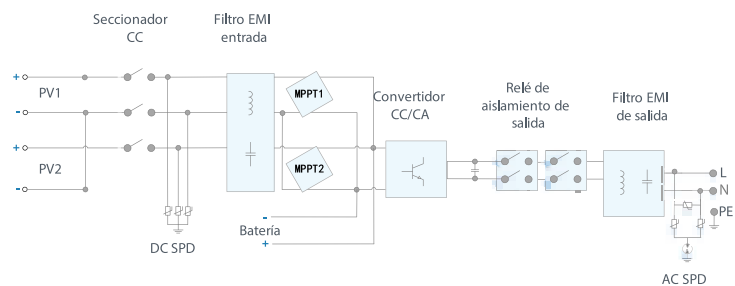 Seccionador
CC
Filtro EMI
entrada
+
PV1
-
+
PV2
-
MPPT1
MPPT2
Convertidor
CC/CA
Relé de
aislamiento de
salida
Filtro EMI
de salida
L
N
PE
-
Batería
+
DC SPD
AC SPD